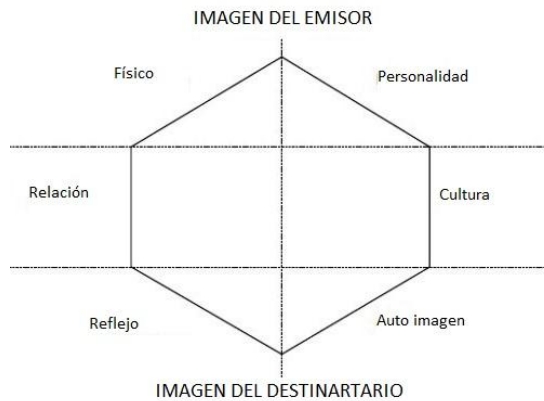 IMAGEN DEL EMISOR
Físico
Personalidad
Relación
Cultura
Reflejo
Auto imagen
IMAGEN DEL DESTINARTARIO